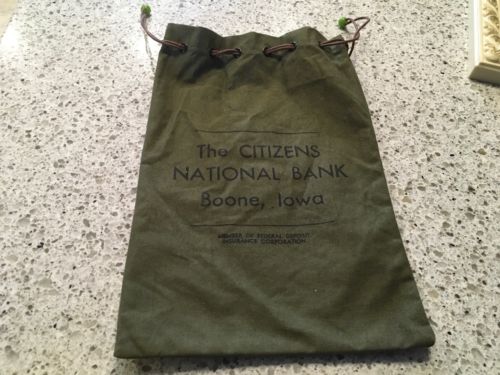 The CITIZENS
NATIONAL BANK
Boone, Iowa
MEMBER OF FEDERAL DEPOSIT
INSURANCE CORPORATION